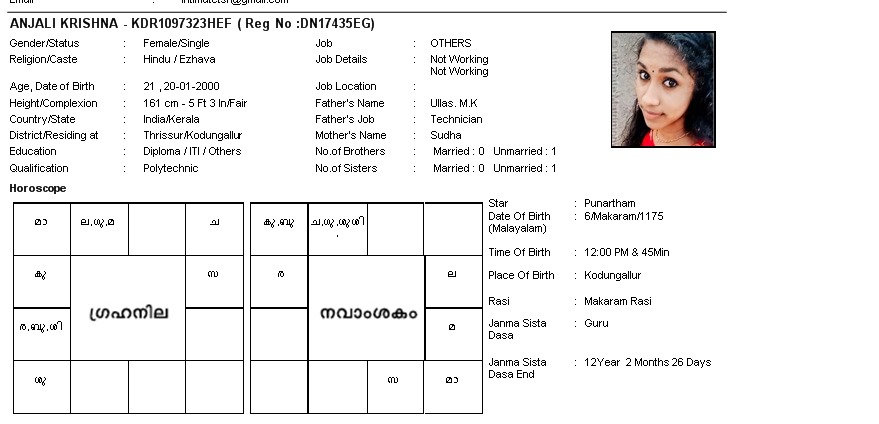 ANJALI KRISHNA - KDR1097323HEF ( Reg No :DN17435EG)
Gender/Status : Female/Single Job : OTHERS
Religion/Caste : Hindu / Ezhava Job Details : Not Working
Not Working
Age, Date of Birth : 21 ,20-01-2000 Job Location :
Height/Complexion : 161 cm - 5 Ft 3 In/Fair Father's Name : Ullas. M.K
Country/State : India/Kerala Father's Job : Technician
District/Residing at : Thrissur/Kodungallur Mother's Name : Sudha
Education : Diploma / ITI / Others No.of Brothers : Married : 0 Unmarried : 1
Qualification : Polytechnic No.of Sisters : Married : 0 Unmarried : 1
Horoscope
മാ ല,ഗു,മ ച
കു സ
ഗ്രഹനില
ര,ബു,ശി
ശു
കു,ബു ച,ഗു,ശു,ശി
,
ര ല
നവാംശകം
മ
സ മാ
Star : Punartham
Date Of Birth : 6/Makaram/1175
(Malayalam)
Time Of Birth : 12:00 PM & 45Min
Place Of Birth : Kodungallur
Rasi : Makaram Rasi
Janma Sista : Guru
Dasa
Janma Sista : 12Year 2 Months 26 Days
Dasa End